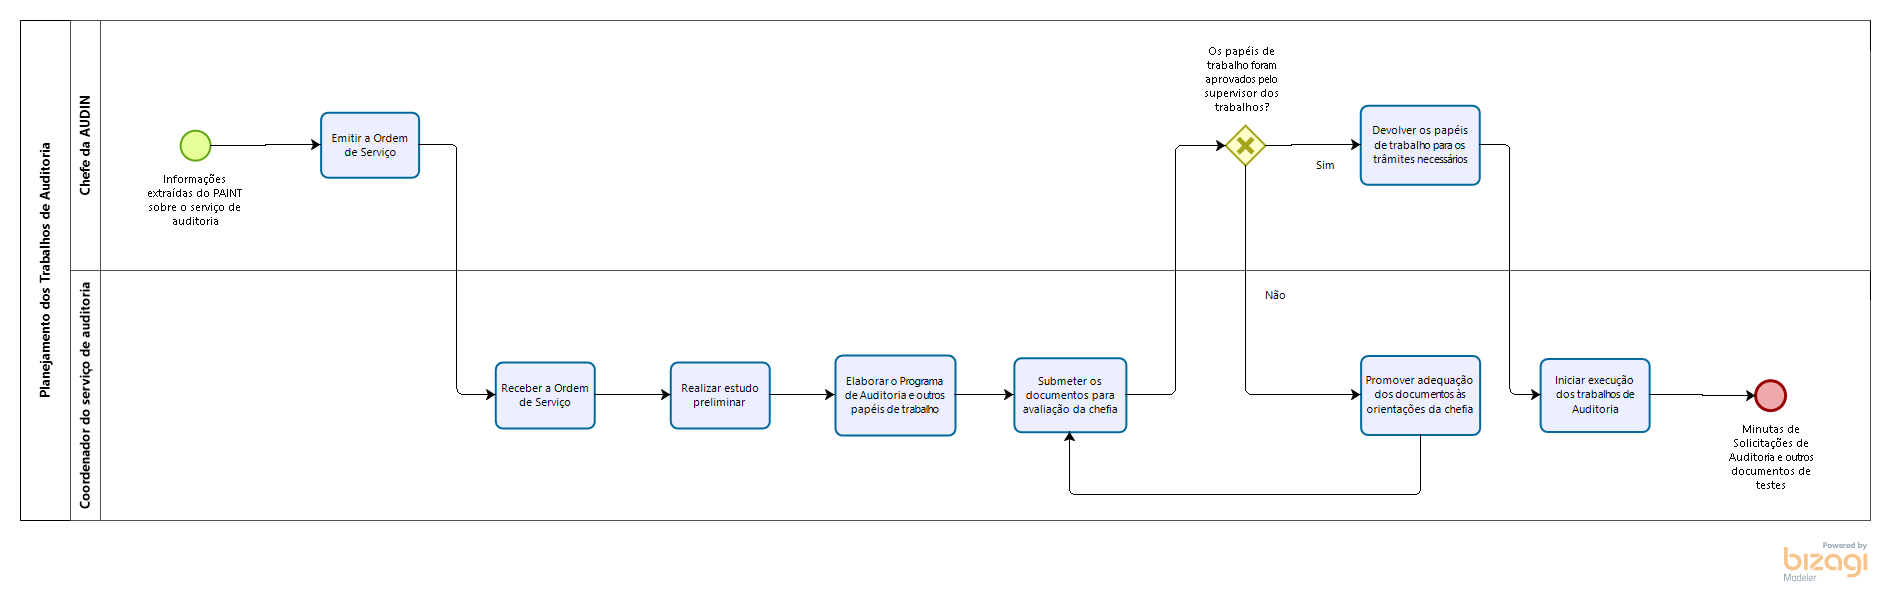 Planejamento dos Trabalhos de Auditoria
Chefe da AUDIN
Informações
extraídas do PAINT
sobre o serviço de
auditoria
Emitir a Ordem
de Serviço
Os papéis de
trabalho foram
aprovados pelo
supervisor dos
trabalhos?
Sim
Devolver os papéis
de trabalho para os
trâmites necessários
Não
Coordenador do serviço de auditoria
Receber a Ordem
de Serviço
Realizar estudo
preliminar
Elaborar o Programa
de Auditoria e outros
papéis de trabalho
Submeter os
documentos para
avaliação da chefia
Promover adequação
dos documentos às
orientações da chefia
Iniciar execução
dos trabalhos de
Auditoria
Minutas de
Solicitações de
Auditoria e outros
documentos de
testes
Powered by
bizagi
Modeler